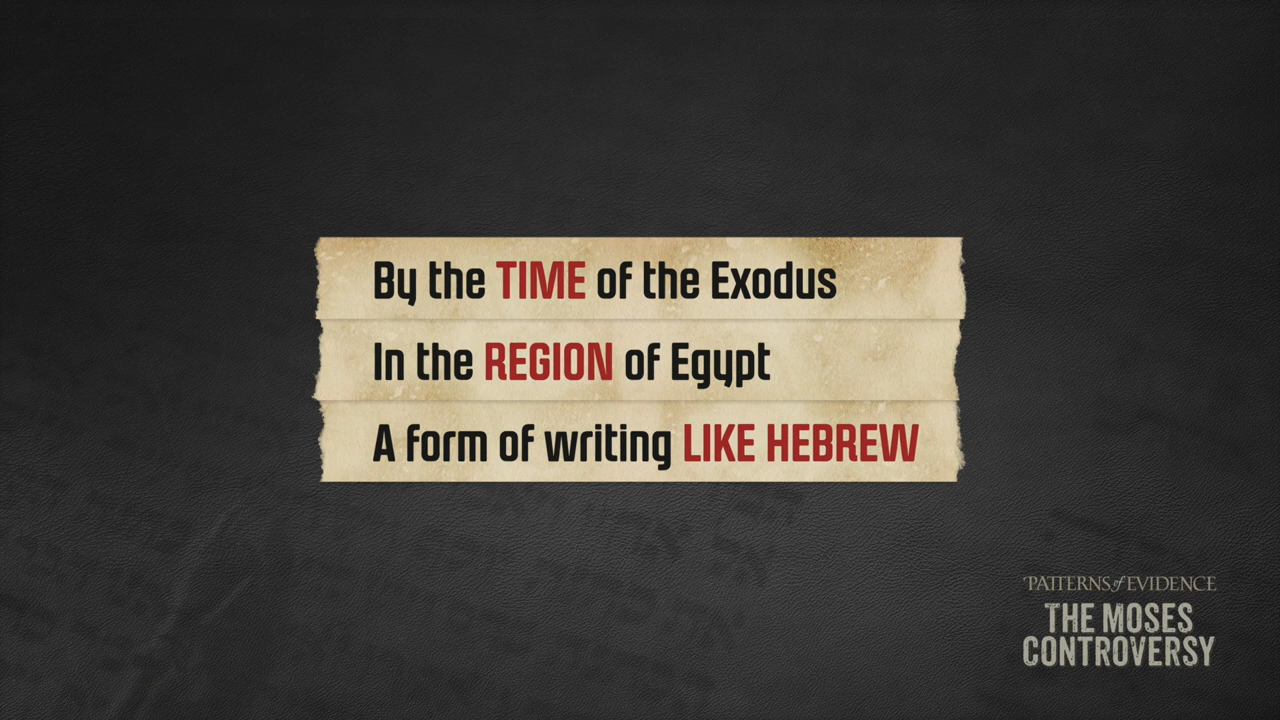 By the TIME of the Exodus
In the REGION of Egypt
A form of writing LIKE HEBREW
PATTERNS of EVIDENCE
THE MOSES
CONTROVERSY